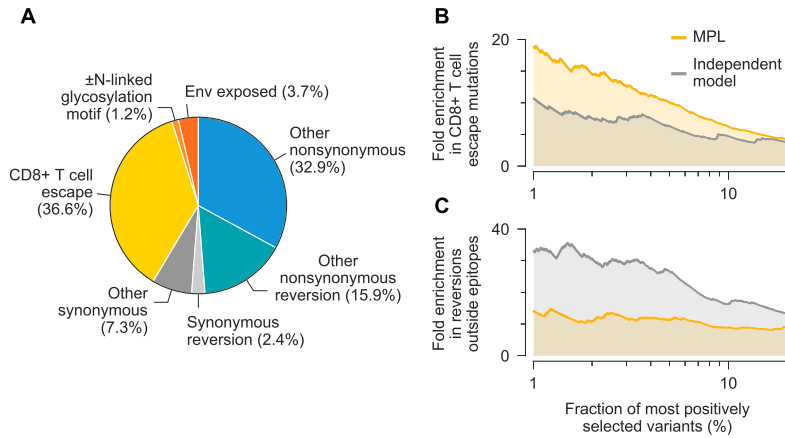 A
±N-linked
glycosylation
motif (1.2%)
Env exposed (3.7%)
Other
nonsynonymous
(32.9%)
CD8+ T cell
escape
(36.6%)
Other
nonsynonymous
reversion (15.9%)
Other
synonymous
(7.3%)
Synonymous
reversion (2.4%)
B
Fold enrichment
in CD8+ T cell
escape mutations
20
0
1
10
MPL
Independent
model
C
Fold enrichment
in reversions
outside epitopes
40
0
1
10
Fraction of most positively
selected variants (%)